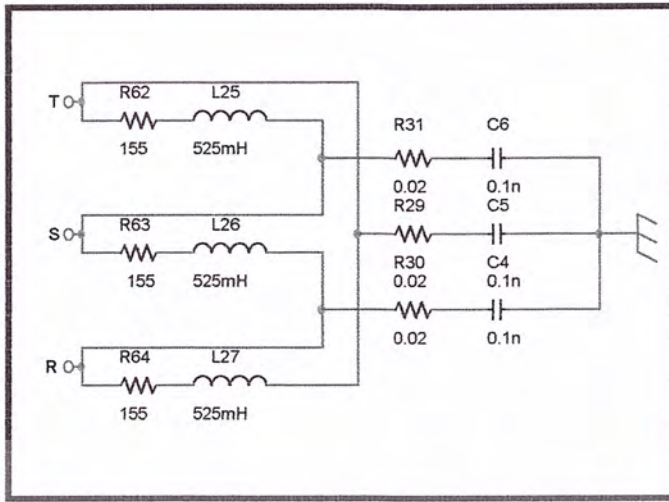 R62 L25
T
155 525mH
R31 C6
0.02 0.1n
R63 L26
R29 C5
S
155 525mH
R30 C4
0.02 0.1n
R64 L27
0.02 0.1n
R
155 525mH